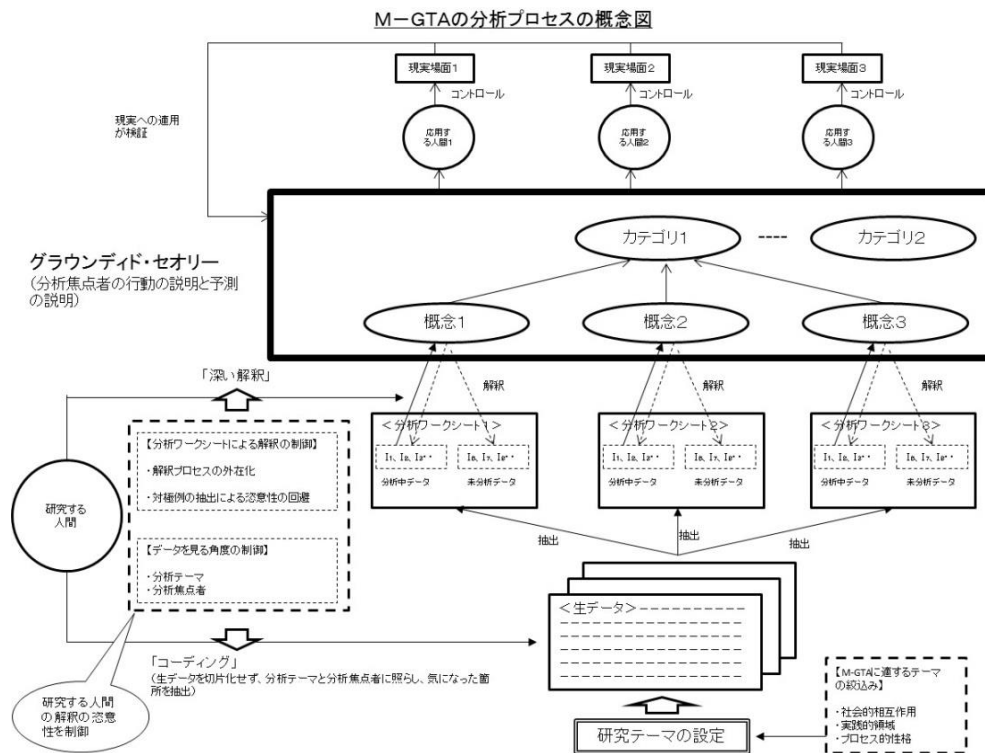 M-GTAの分析プロセスの概念図
現実場面1
現実場面2
現実場面3
コントロール
コントロール
コントロール
現実への適用
が検証
応用す
る人間1
応用す
る人間2
応用す
る人間3
カテゴリ1
カテゴリ2
グラウンディド・セオリー
(分析焦点者の行動の説明と予測
の説明)
概念1
概念2
概念3
「深い解釈」
解釈
解釈
解釈
【分析ワークシートによる解釈の制御】
・解釈プロセスの外在化
・対極例の抽出による恣意性の回避
<分析ワークシート1>
I₁、I₂、I₃・・
I₆、I₇、I₈・・
分析中データ
未分析データ
<分析ワークシート2>
I₁、I₂、I₃・・
I₆、I₇、I₈・・
分析中データ
未分析データ
<分析ワークシート3>
I₁、I₂、I₃・・
I₆、I₇、I₈・・
分析中データ
未分析データ
研究する
人間
【データを見る角度の制御】
・分析テーマ
・分析焦点者
抽出
抽出
抽出
<生データ>
「コーディング」
(生データを切片化せず、分析テーマと分析焦点者に照らし、気になった箇
所を抽出)
研究する人間
の解釈の恣意
性を制御
研究テーマの設定
【M-GTAに適するテーマ
の絞込み】
・社会的相互作用
・実践的領域
・プロセス的性格